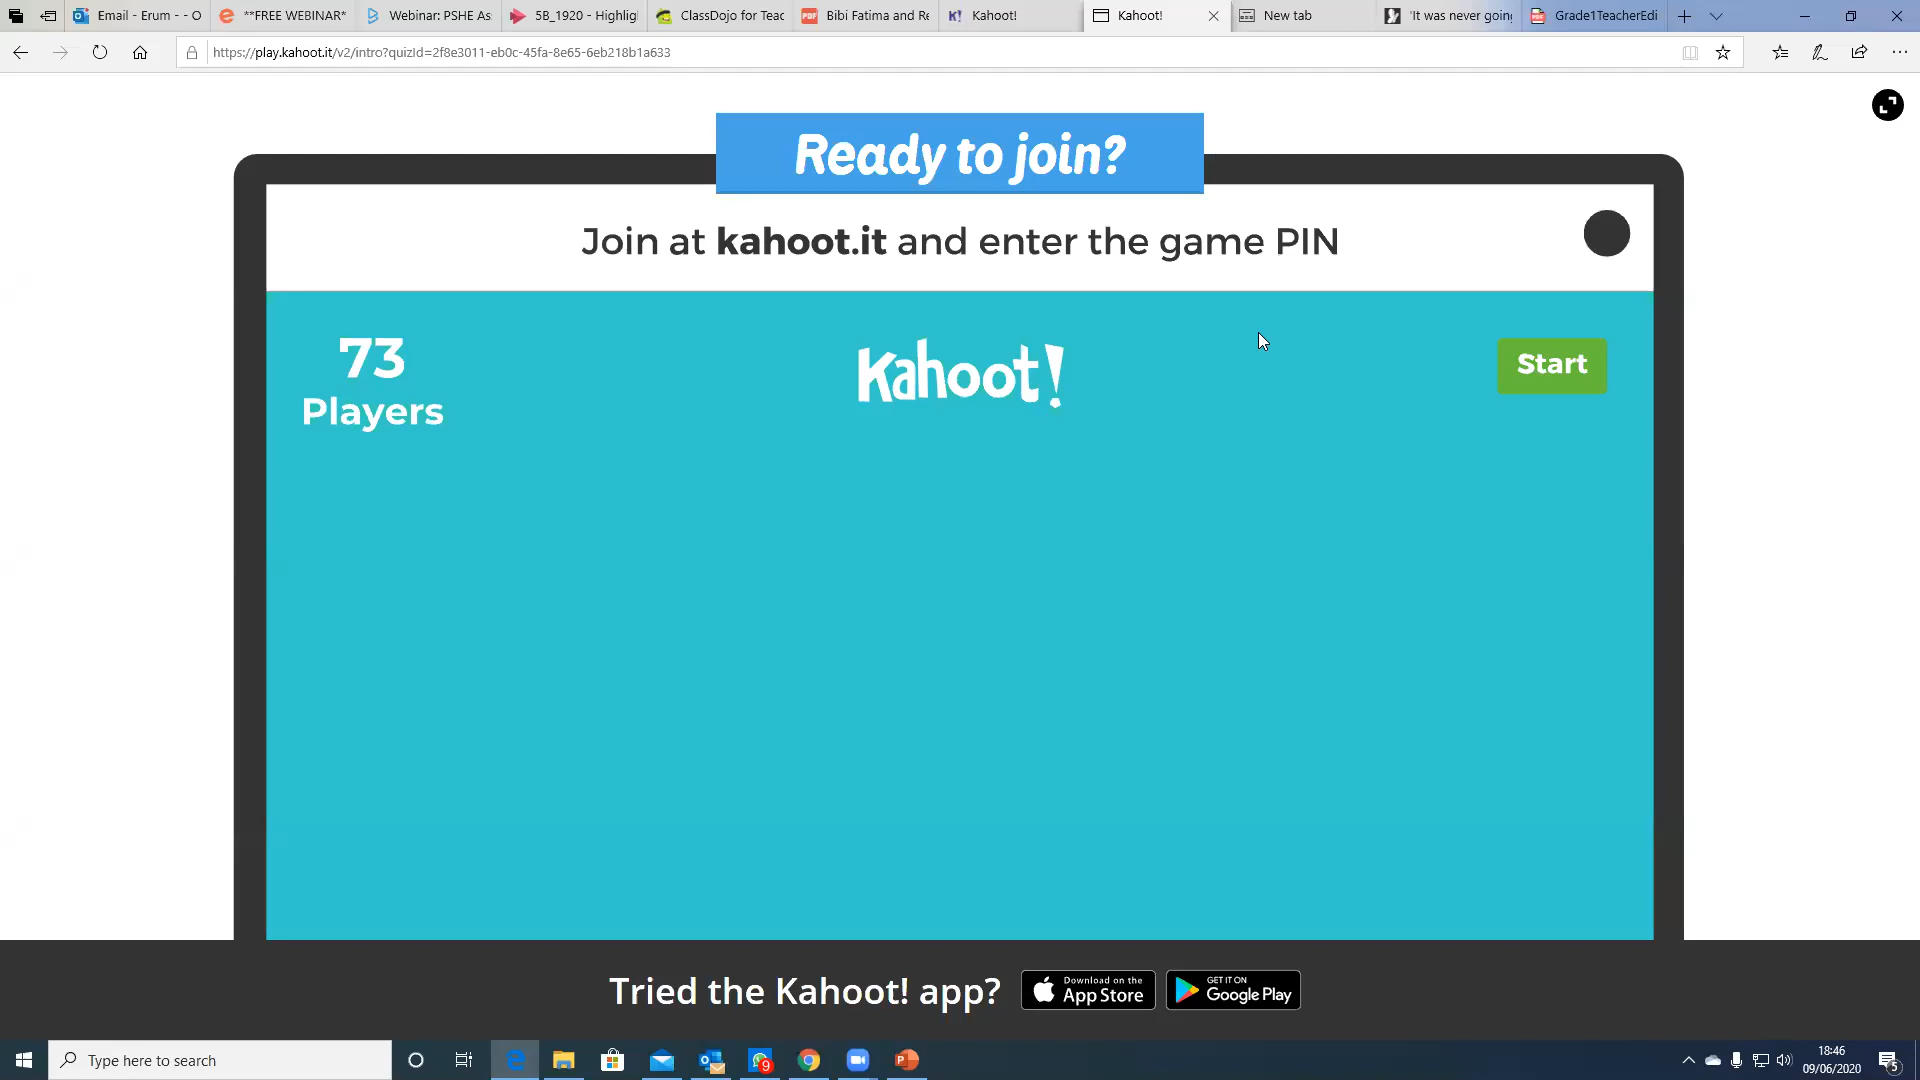 Email - Erum - - O
**FREE WEBINAR*
Webinar: PSHE As
5B_1920 - Highlig
ClassDojo for Teac
Bibi Fatima and Re
Kahoot!
Kahoot!
New tab
'It was never going
Grade1TeacherEdi
https://play.kahoot.it/v2/intro?quizId=2f8e3011-eb0c-45fa-8e65-6eb218b1a633
Ready to join?
Join at kahoot.it and enter the game PIN
73
Players
Kahoot!
Start
Tried the Kahoot! app?
Download on the
App Store
GET IT ON
Google Play
Type here to search
9
18:46
09/06/2020
5